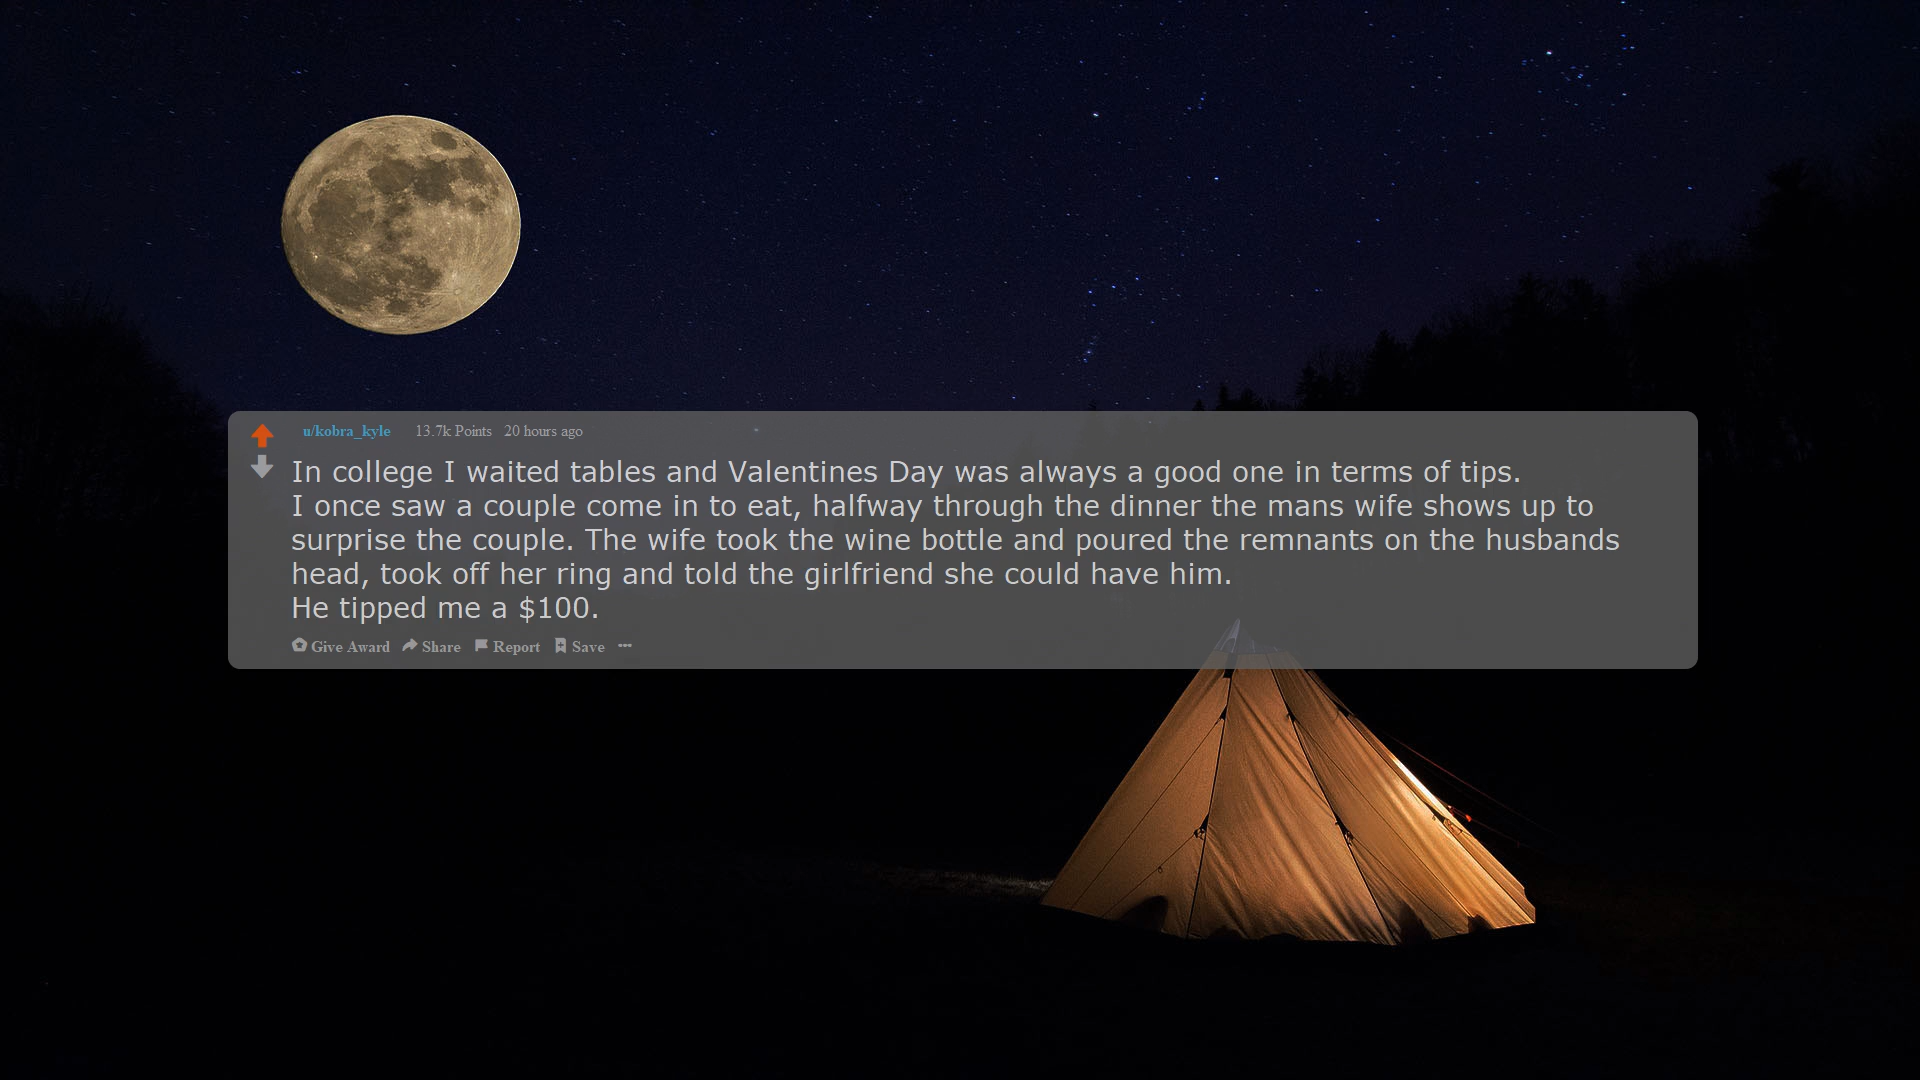 u/kobra_kyle 13.7k Points 20 hours ago
In college I waited tables and Valentines Day was always a good one in terms of tips.
I once saw a couple come in to eat, halfway through the dinner the mans wife shows up to
surprise the couple. The wife took the wine bottle and poured the remnants on the husbands
head, took off her ring and told the girlfriend she could have him.
He tipped me a $100.
Give Award Share Report Save ···